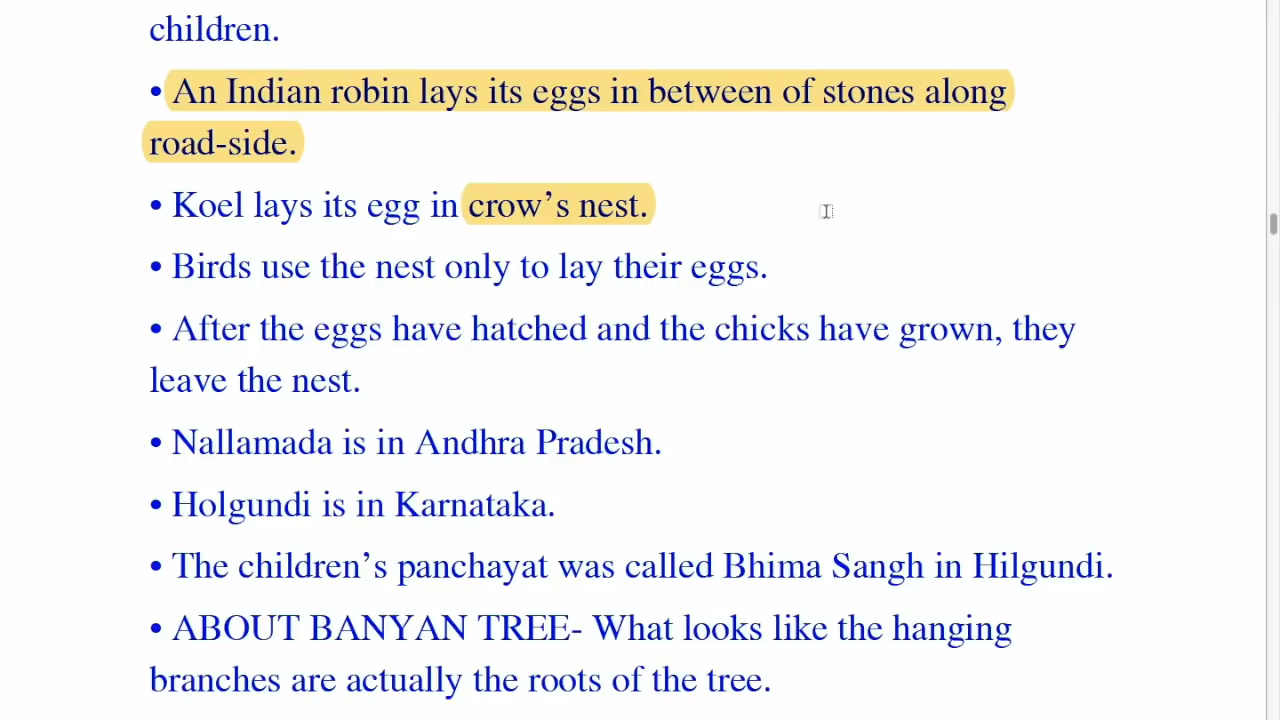 children.
• An Indian robin lays its eggs in between of stones along
road-side.
• Koel lays its egg in crow’s nest.
• Birds use the nest only to lay their eggs.
• After the eggs have hatched and the chicks have grown, they
leave the nest.
• Nallamada is in Andhra Pradesh.
• Holgundi is in Karnataka.
• The children’s panchayat was called Bhima Sangh in Hilgundi.
• ABOUT BANYAN TREE- What looks like the hanging
branches are actually the roots of the tree.